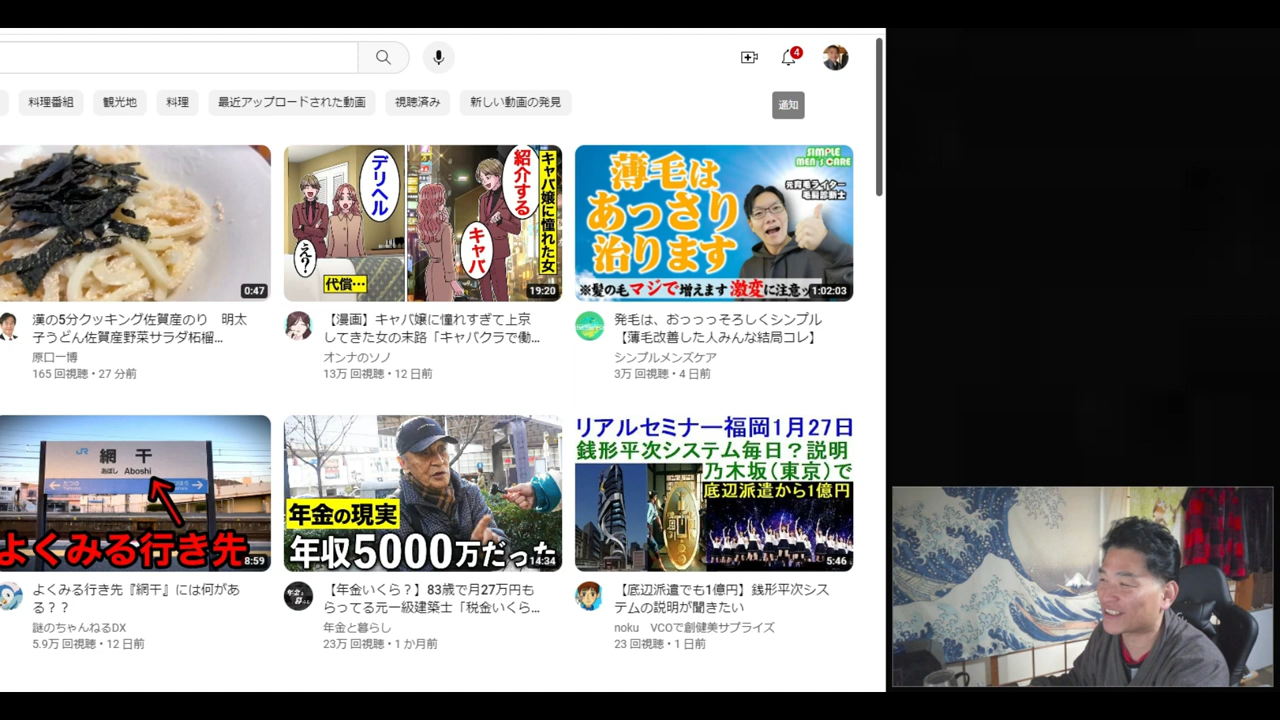 4
料理番組
観光地
料理
最近アップロードされた動画
視聴済み
新しい動画の発見
通知
0:47
漢の5分クッキング佐賀産のり 明太
子うどん佐賀産野菜サラダ柘榴...
原口一博
165 回視聴・27 分前
デリヘル
え?
代償…
紹介する
キャバ
キャバ嬢に憧れた女
19:20
【漫画】キャバ嬢に憧れすぎて上京
してきた女の末路「キャバクラで働...
オンナのソノ
13万 回視聴・12 日前
SIMPLE
MEN's CARE
薄毛は
あっさり
治ります
元育毛ライター
毛髪診断士
※髪の毛マジで増えます激変に注意ッ
1:02:03
発毛は、おっっっそろしくシンプル
【薄毛改善した人みんな結局コレ】
シンプルメンズケア
3万 回視聴・4 日前
JR 網干
あぼし Aboshi
よくみる行き先
8:59
よくみる行き先『網干』には何があ
る？？
謎のちゃんねるDX
5.9万 回視聴・12 日前
年金の現実
年収5000万だった
14:34
【年金いくら？】83歳で月27万円も
らってる元一級建築士「税金いくら...
年金と暮らし
23万 回視聴・1 か月前
リアルセミナー福岡1月27日
銭形平次システム毎日？説明
乃木坂(東京)で
底辺派遣から1億円
5:46
【底辺派遣でも1億円】銭形平次シス
テムの説明が聞きたい
noku VCOで創健美サプライズ
23 回視聴・1 日前